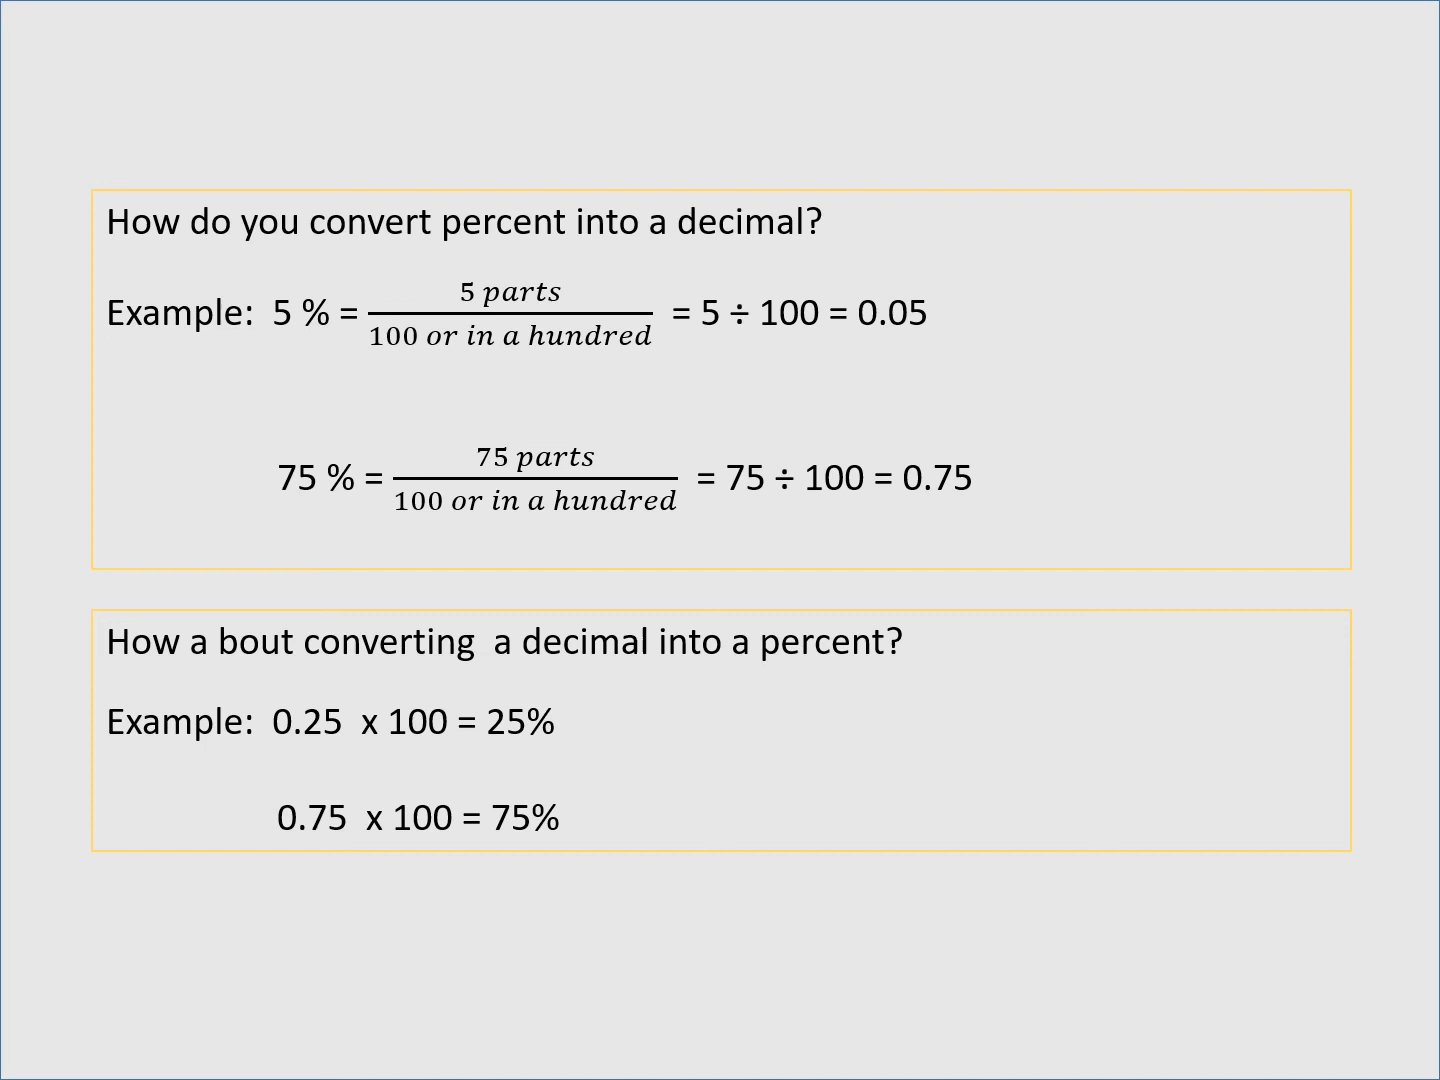 How do you convert percent into a decimal?
Example: 5 % = 5 parts / 100 or in a hundred = 5 ÷ 100 = 0.05
75 % = 75 parts / 100 or in a hundred = 75 ÷ 100 = 0.75
How a bout converting a decimal into a percent?
Example: 0.25 x 100 = 25%
0.75 x 100 = 75%